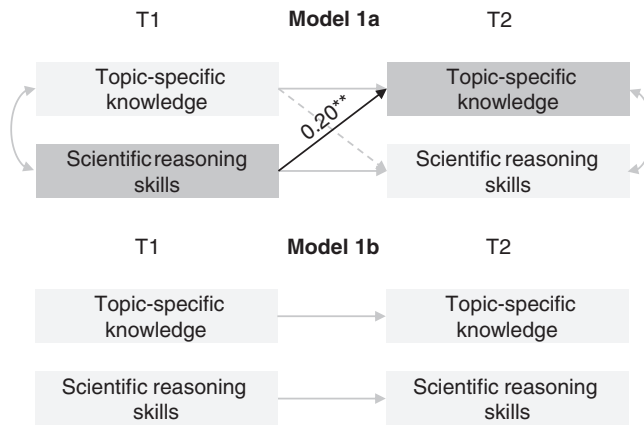 T1 Model 1a T2
Topic-specific
knowledge
Topic-specific
knowledge
0.20**
Scientific reasoning
skills
Scientific reasoning
skills
T1 Model 1b T2
Topic-specific
knowledge
Topic-specific
knowledge
Scientific reasoning
skills
Scientific reasoning
skills